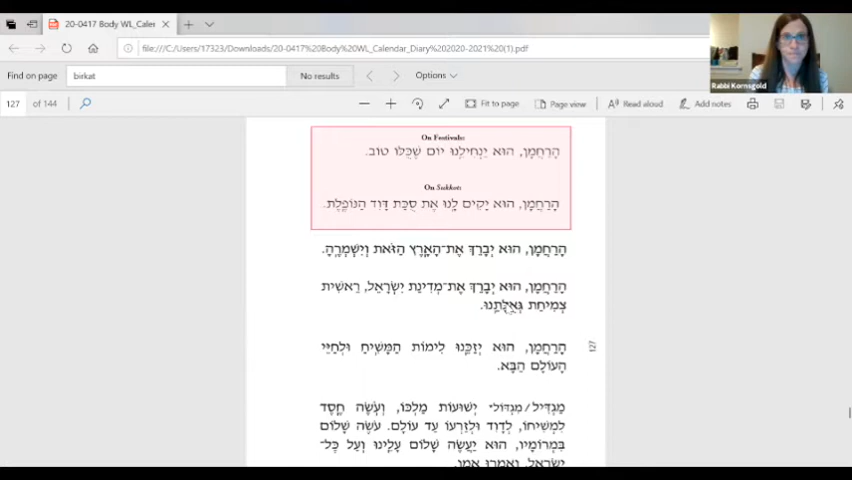 20-0417 Body WL_Calendar
file:///C:/Users/17323/Downloads/20-0417%20Body%20WL_Calendar_Diary%202020-2021%20(1).pdf
Find on page
birkat
No results
Options
127 of 144
Fit to page
Page view
Read aloud
Add notes
Rabbi Kornsgold
On Festivals:
הָרַחֲמָן, הוּא יַנְחִילֵנוּ יוֹם שֶׁכֻּלּוֹ טוֹב.
On Sukkot:
הָרַחֲמָן, הוּא יָקִים לָנוּ אֶת סֻכַּת דָּוִד הַנּוֹפֶלֶת.
הָרַחֲמָן, הוּא יְבָרֵךְ אֶת־הָאָרֶץ הַזֹּאת וְיִשְׁמְרֶהָ.
הָרַחֲמָן, הוּא יְבָרֵךְ אֶת־מְדִינַת יִשְׂרָאֵל, רֵאשִׁית
צְמִיחַת גְּאֻלָּתֵנוּ.
הָרַחֲמָן, הוּא יְזַכֵּנוּ לִימוֹת הַמָּשִׁיחַ וּלְחַיֵּי
הָעוֹלָם הַבָּא.
127
מַגְדִּיל/מִגְדּוֹל* יְשׁוּעוֹת מַלְכּוֹ, וְעֹשֶׂה חֶסֶד
לִמְשִׁיחוֹ, לְדָוִד וּלְזַרְעוֹ עַד עוֹלָם. עֹשֶׂה שָׁלוֹם
בִּמְרוֹמָיו, הוּא יַעֲשֶׂה שָׁלוֹם עָלֵינוּ וְעַל כָּל־
יִשְׂרָאֵל, וְאִמְרוּ אָמֵן.